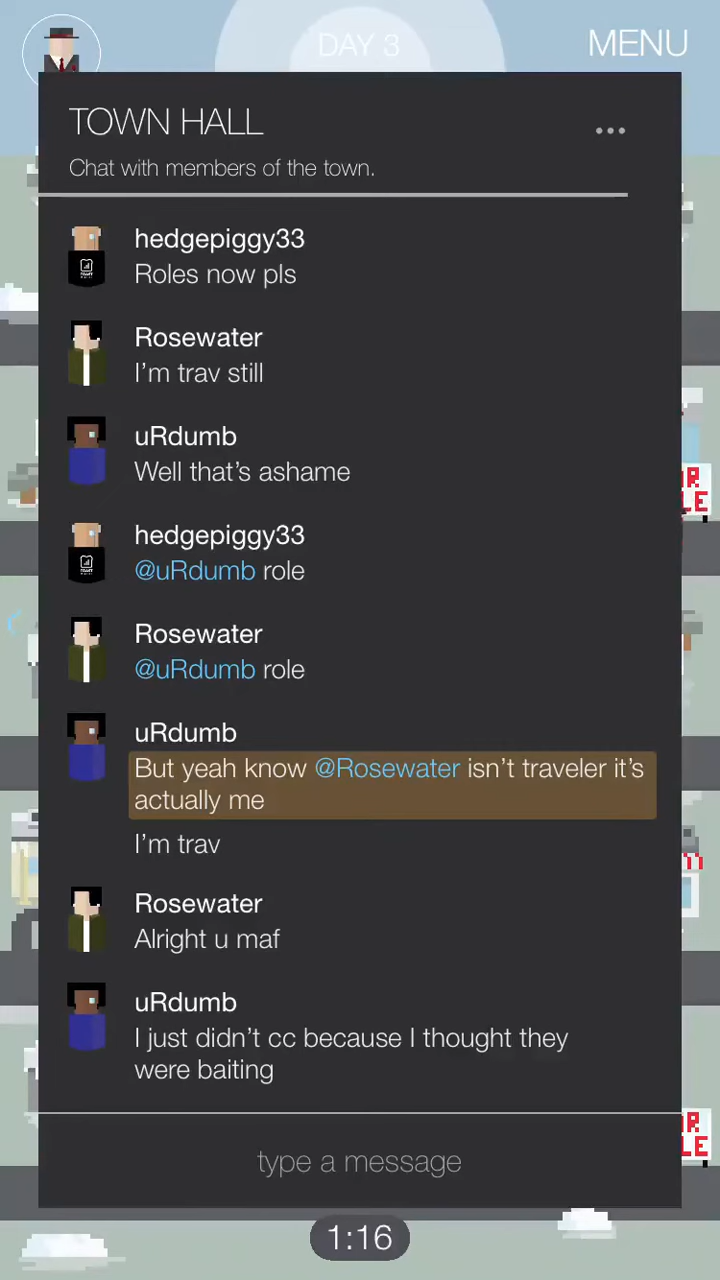 DAY 3
MENU
TOWN HALL
...
Chat with members of the town.
hedgepiggy33
Roles now pls
Rosewater
I'm trav still
uRdumb
Well that's ashame
hedgepiggy33
@uRdumb role
Rosewater
@uRdumb role
uRdumb
But yeah know @Rosewater isn't traveler it's
actually me
I'm trav
Rosewater
Alright u maf
uRdumb
I just didn't cc because I thought they
were baiting
type a message
1:16